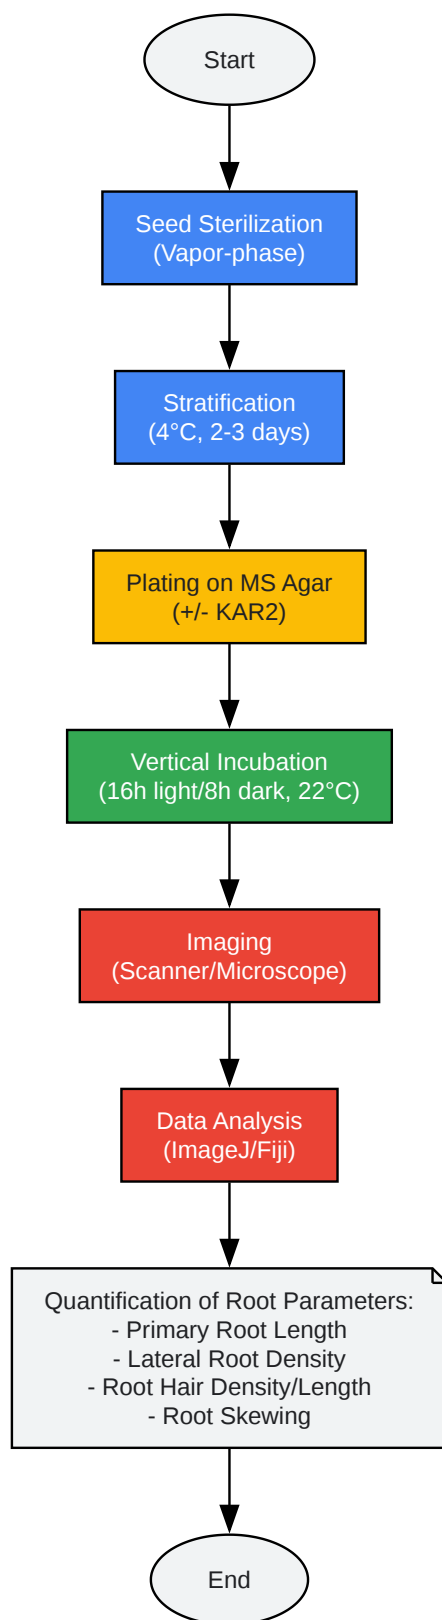 Start
Seed Sterilization
(Vapor-phase)
Stratification
(4°C, 2-3 days)
Plating on MS Agar
(+/- KAR2)
Vertical Incubation
(16h light/8h dark, 22°C)
Imaging
(Scanner/Microscope)
Data Analysis
(ImageJ/Fiji)
Quantification of Root Parameters:
- Primary Root Length
- Lateral Root Density
- Root Hair Density/Length
- Root Skewing
End